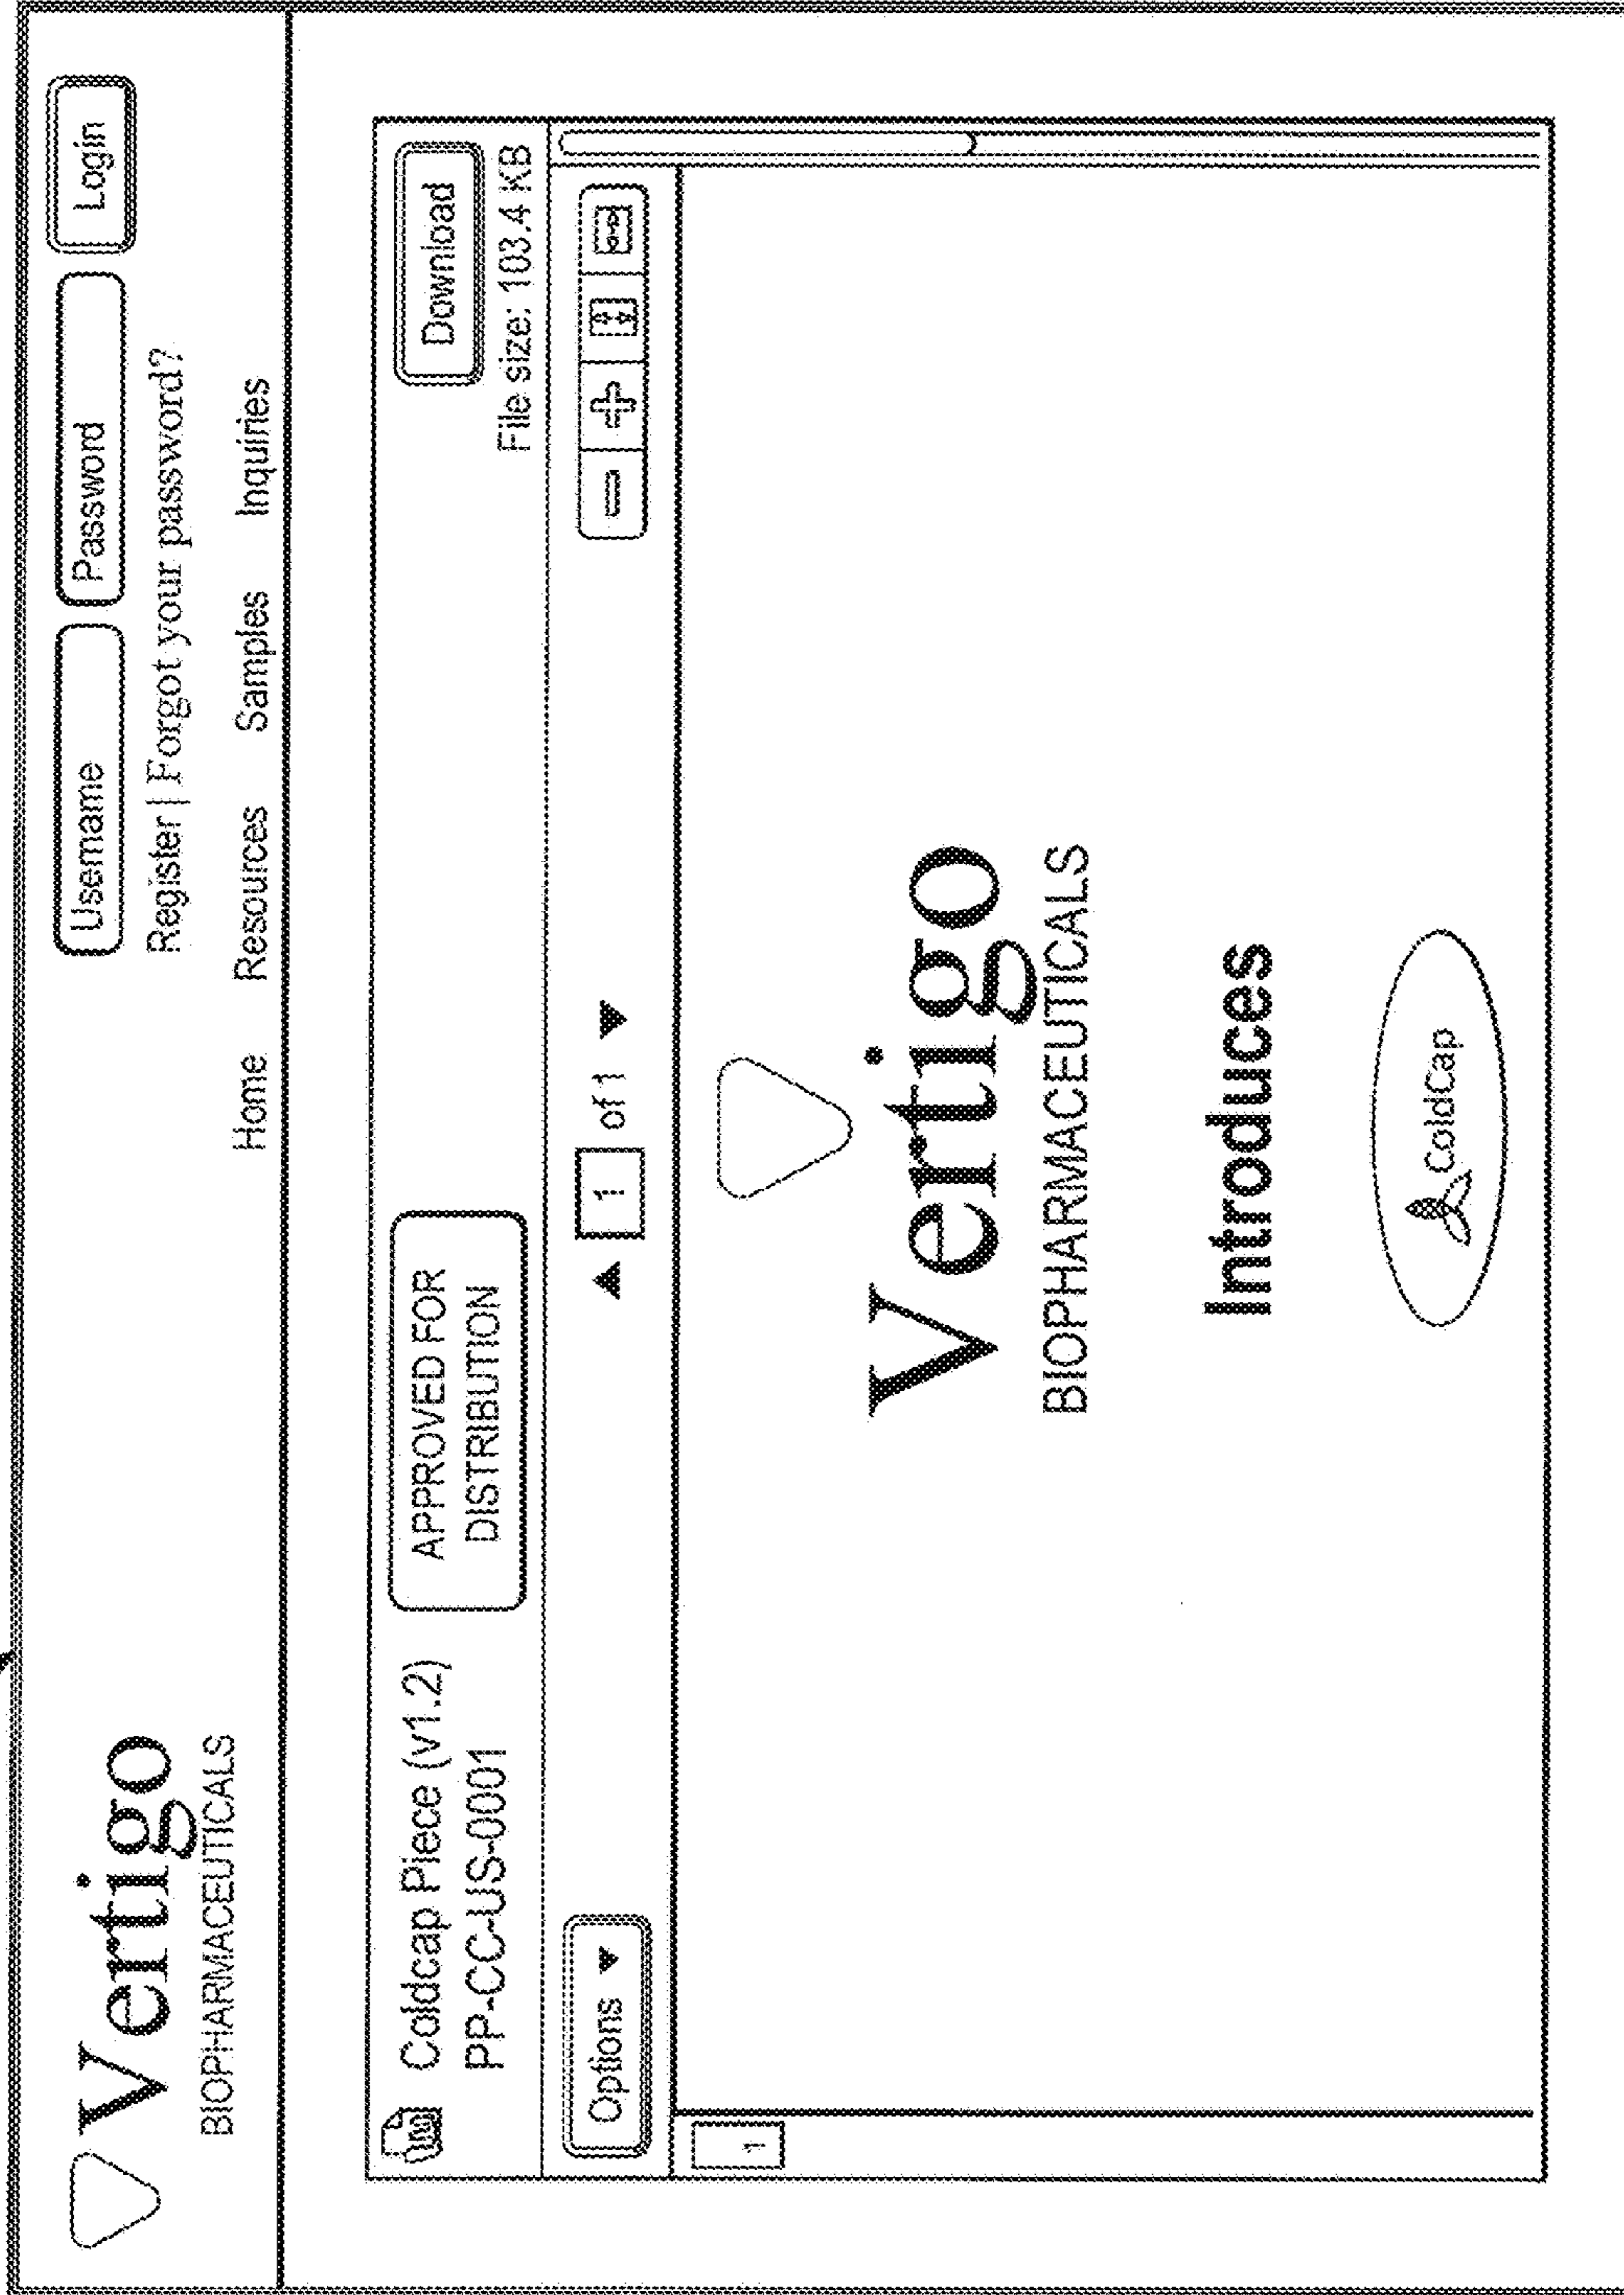 Vertigo
BIOPHARMACEUTICALS
Username
Password
Login
Register | Forgot your password?
Home Resources Samples Inquiries
Coldcap Piece (v1.2)
PP-CC-US-0001
APPROVED FOR
DISTRIBUTION
Download
File size: 103.4 KB
Options
1 of 1
1
Vertigo
BIOPHARMACEUTICALS
Introduces
ColdCap